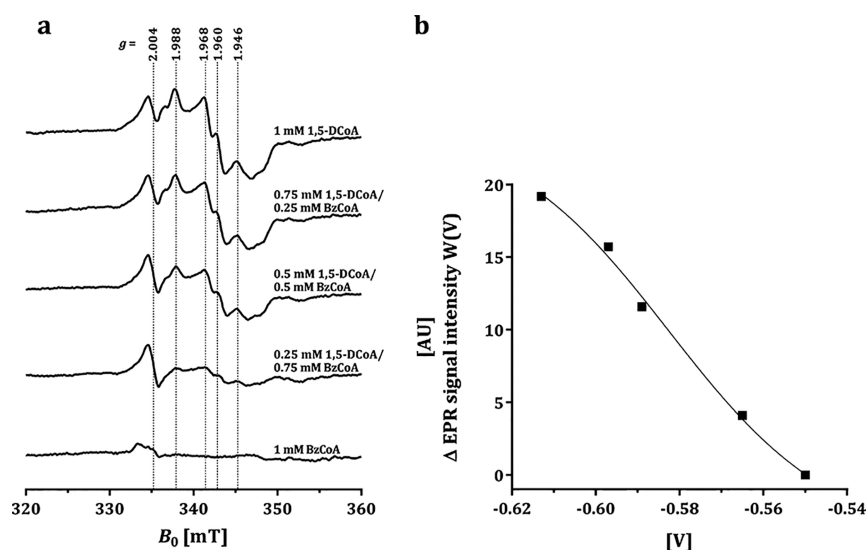 a
g =
2.004
1.988
1.968
1.960
1.946
1 mM 1,5-DCoA
0.75 mM 1,5-DCoA/
0.25 mM BzCoA
0.5 mM 1,5-DCoA/
0.5 mM BzCoA
0.25 mM 1,5-DCoA/
0.75 mM BzCoA
1 mM BzCoA
320 330 340 350 360
B₀ [mT]
b
[AU]
Δ EPR signal intensity W(V)
20
15
10
5
0
-0.62 -0.60 -0.58 -0.56 -0.54
[V]